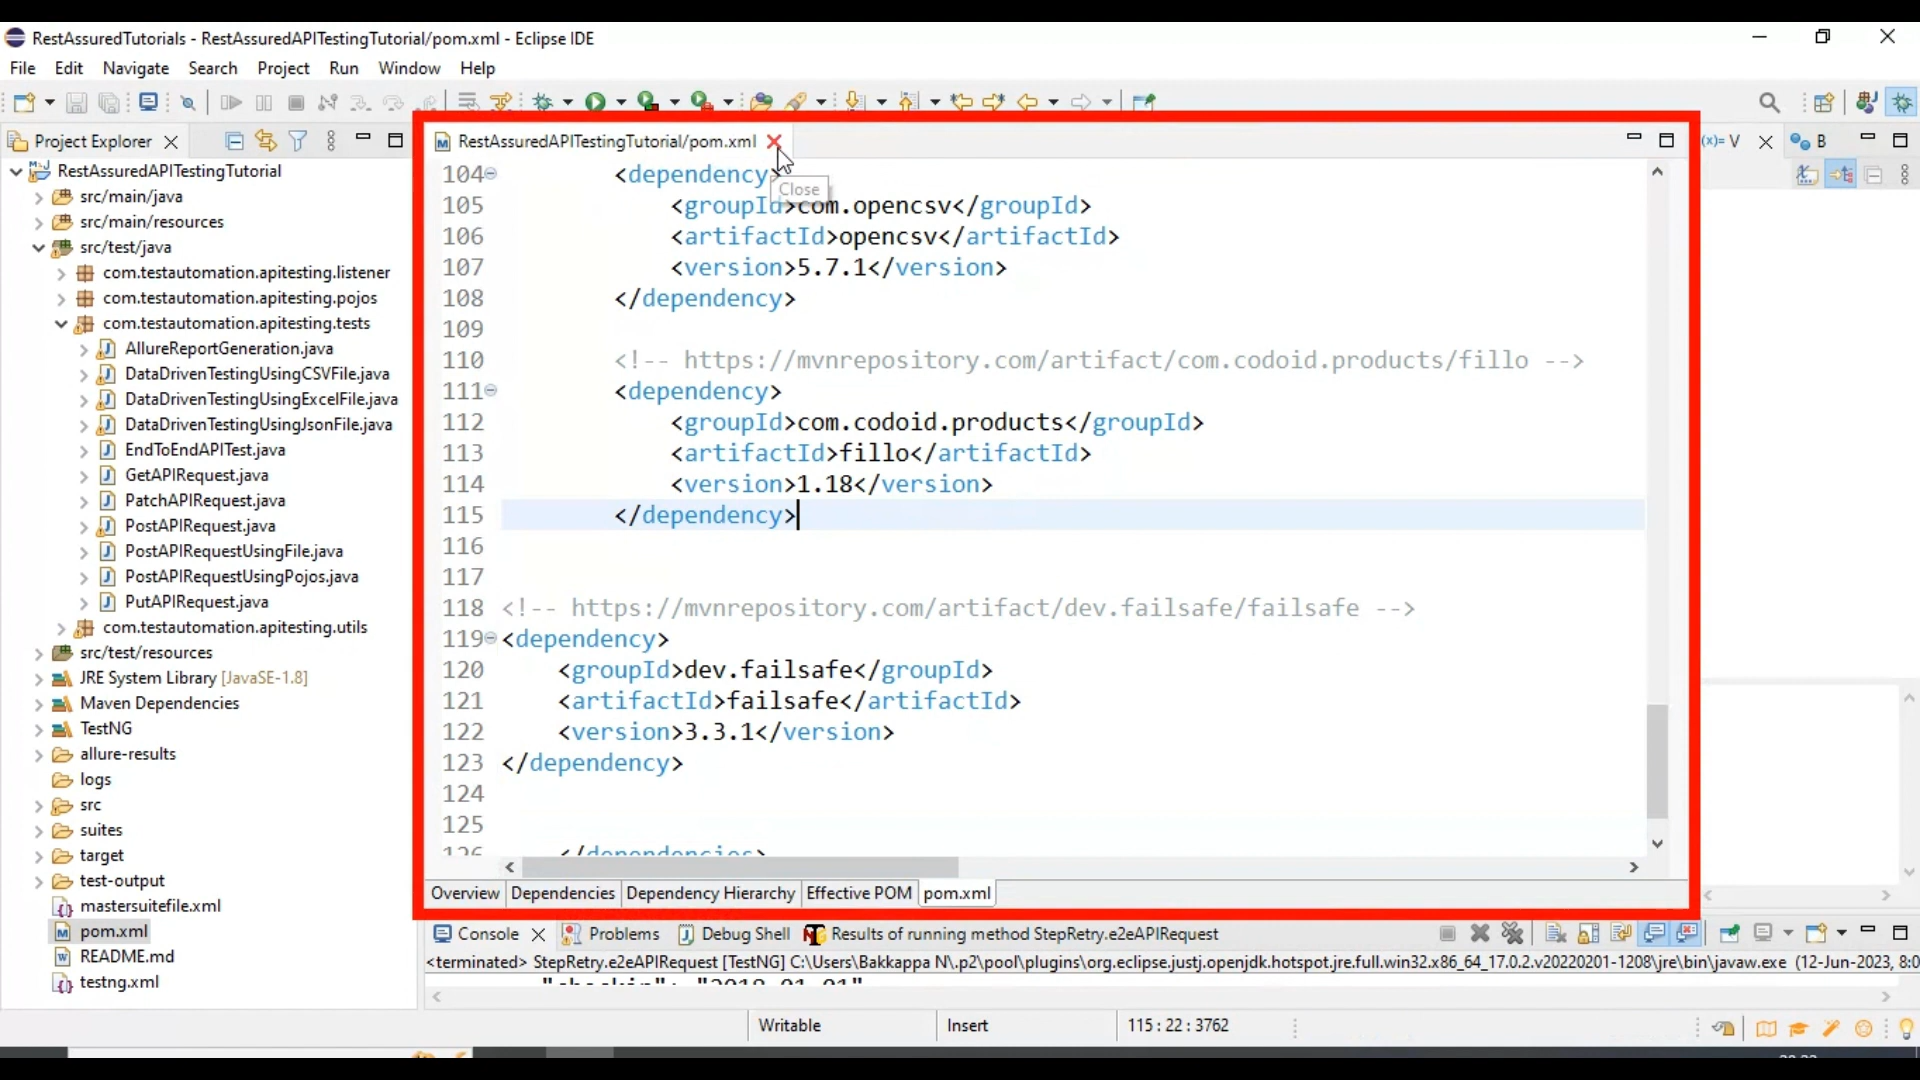 RestAssuredTutorials - RestAssuredAPITestingTutorial/pom.xml - Eclipse IDE
File Edit Navigate Search Project Run Window Help
Project Explorer
RestAssuredAPITestingTutorial
src/main/java
src/main/resources
src/test/java
com.testautomation.apitesting.listener
com.testautomation.apitesting.pojos
com.testautomation.apitesting.tests
AllureReportGeneration.java
DataDrivenTestingUsingCSVFile.java
DataDrivenTestingUsingExcelFile.java
DataDrivenTestingUsingJsonFile.java
EndToEndAPITest.java
GetAPIRequest.java
PatchAPIRequest.java
PostAPIRequest.java
PostAPIRequestUsingFile.java
PostAPIRequestUsingPojos.java
PutAPIRequest.java
com.testautomation.apitesting.utils
src/test/resources
JRE System Library [JavaSE-1.8]
Maven Dependencies
TestNG
allure-results
logs
src
suites
target
test-output
mastersuitefile.xml
pom.xml
README.md
testng.xml
RestAssuredAPITestingTutorial/pom.xml
Close
104 <dependency>
105 <groupId>com.opencsv</groupId>
106 <artifactId>opencsv</artifactId>
107 <version>5.7.1</version>
108 </dependency>
109
110 <!-- https://mvnrepository.com/artifact/com.codoid.products/fillo -->
111 <dependency>
112 <groupId>com.codoid.products</groupId>
113 <artifactId>fillo</artifactId>
114 <version>1.18</version>
115 </dependency>
116
117
118 <!-- https://mvnrepository.com/artifact/dev.failsafe/failsafe -->
119 <dependency>
120 <groupId>dev.failsafe</groupId>
121 <artifactId>failsafe</artifactId>
122 <version>3.3.1</version>
123 </dependency>
124
125
126 </dependencies>
Overview Dependencies Dependency Hierarchy Effective POM pom.xml
(x)= V B
Console Problems Debug Shell Results of running method StepRetry.e2eAPIRequest
<terminated> StepRetry.e2eAPIRequest [TestNG] C:\Users\Bakkappa N\.p2\pool\plugins\org.eclipse.justj.openjdk.hotspot.jre.full.win32.x86_64_17.0.2.v20220201-1208\jre\bin\javaw.exe (12-Jun-2023, 8:0
"checkin": "2018-01-01"
Writable Insert 115 : 22 : 3762